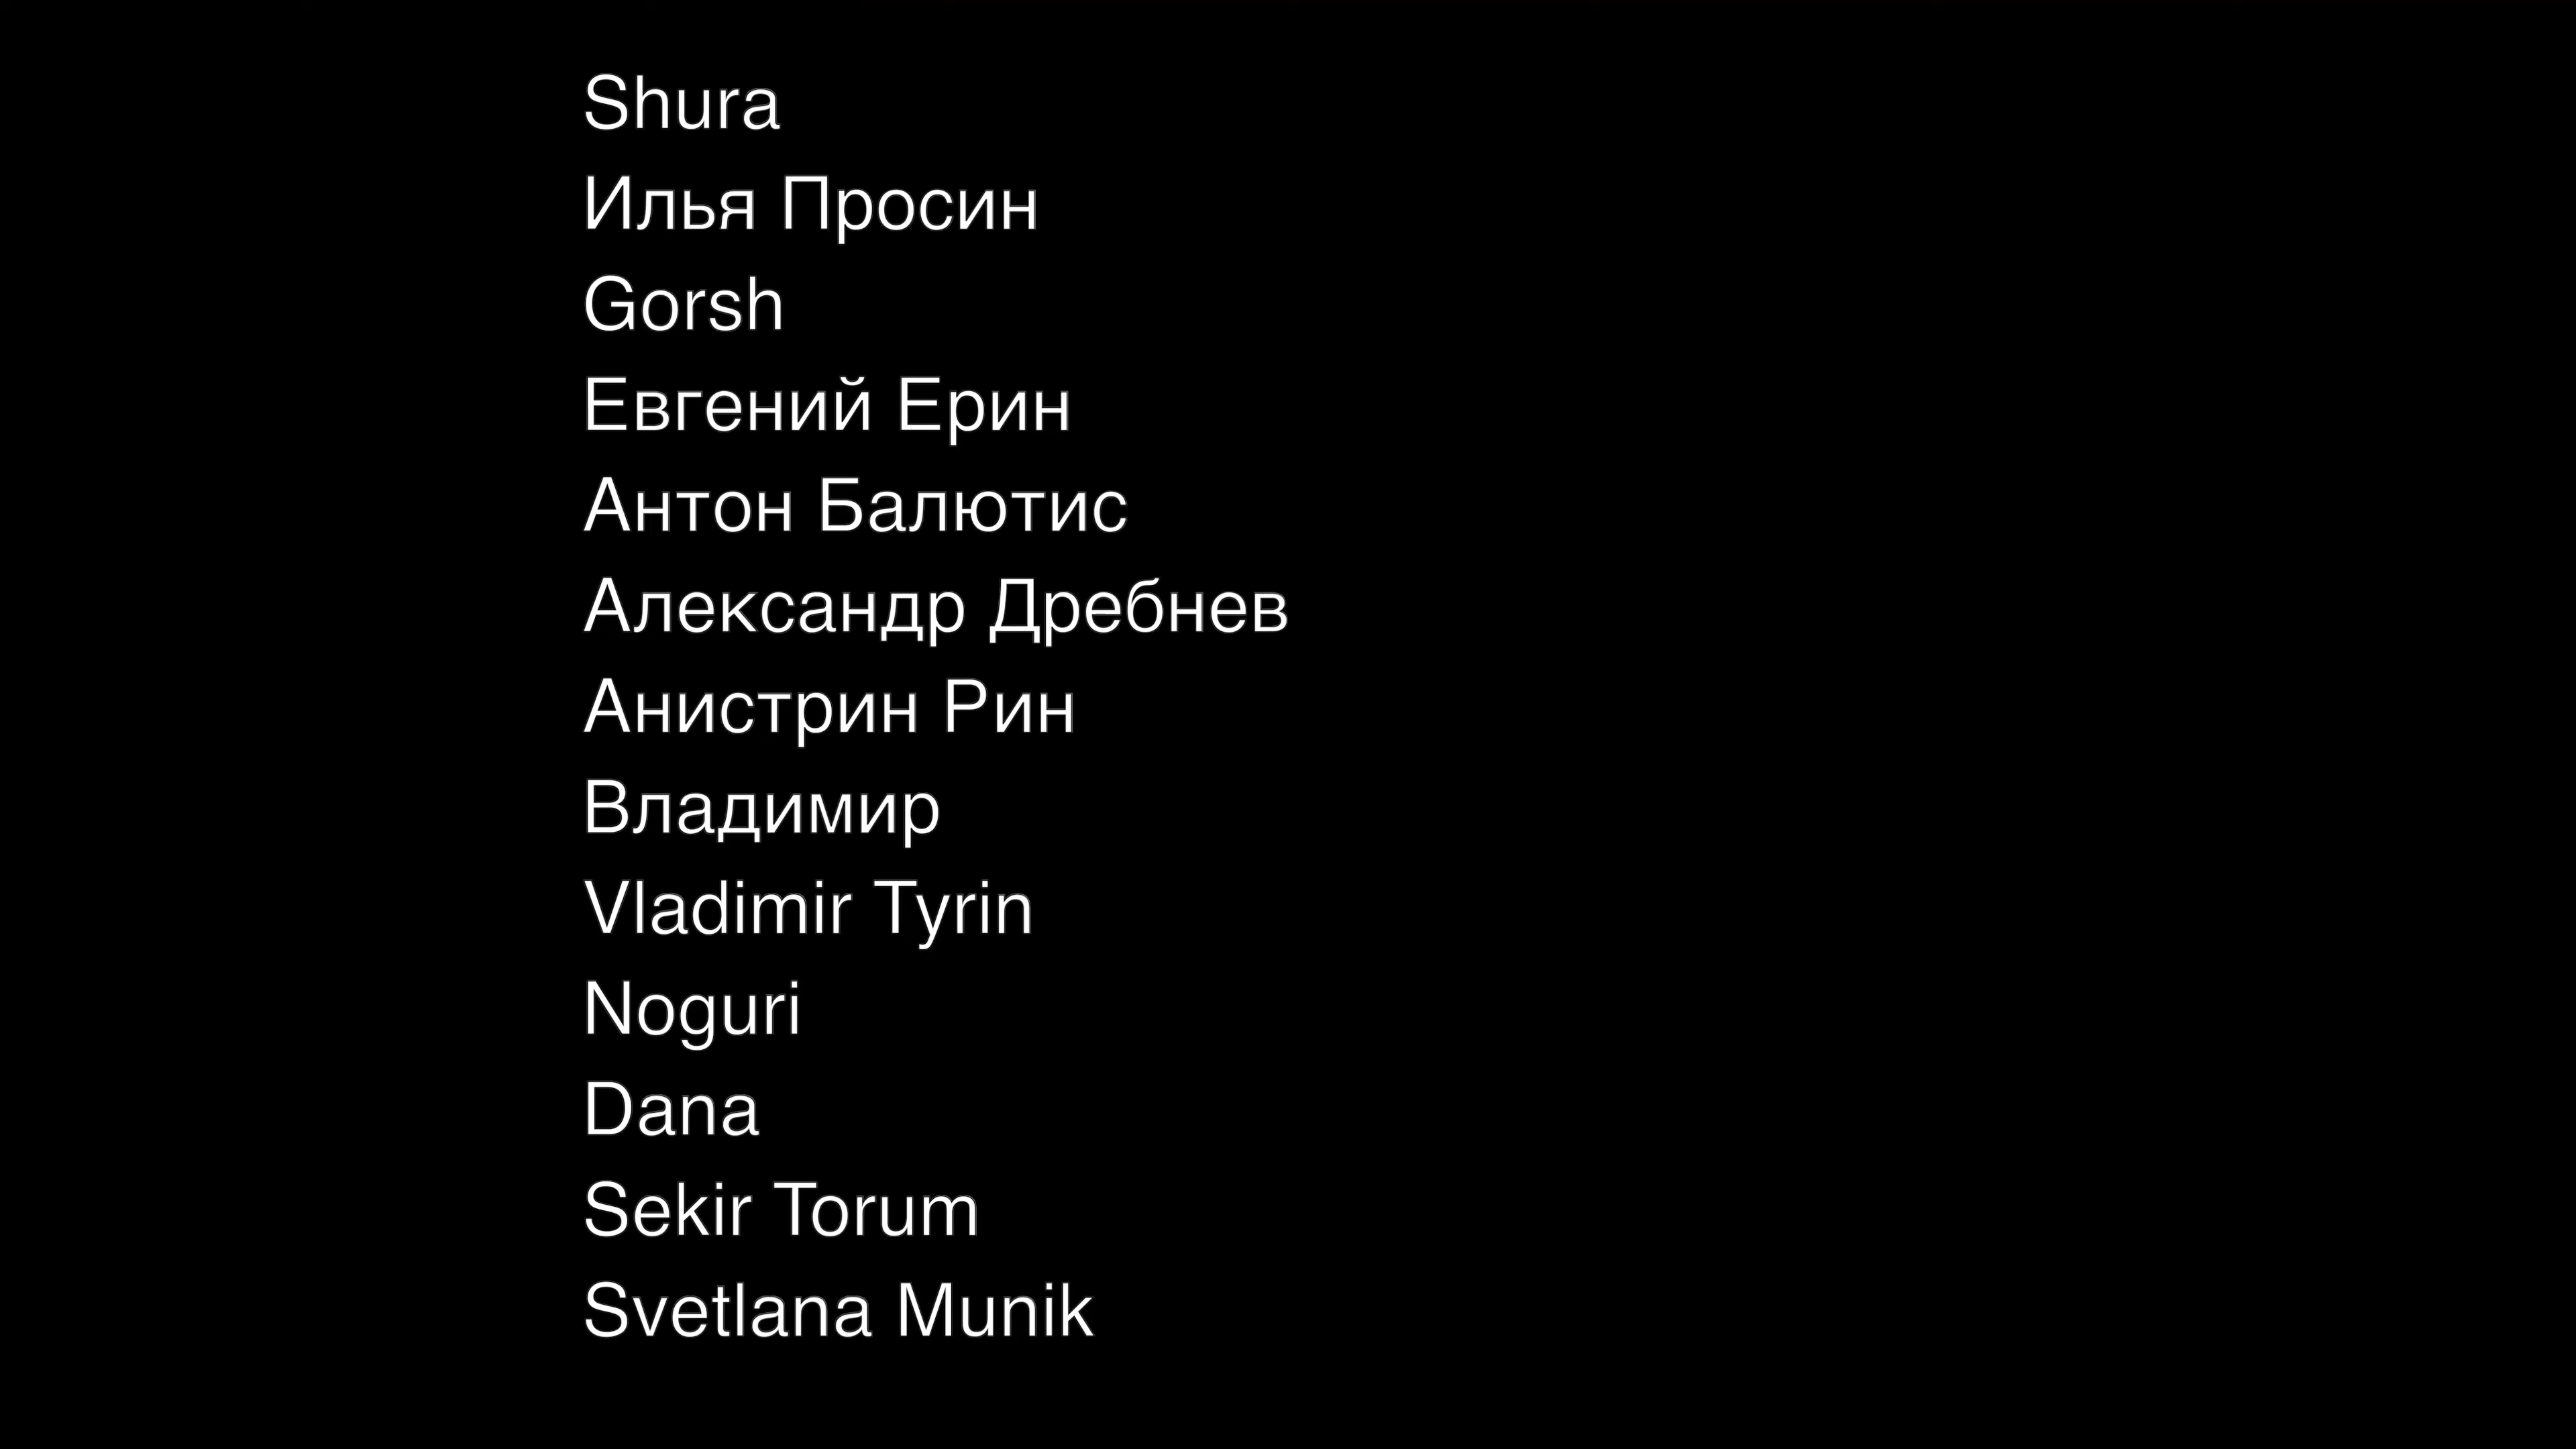 Shura
Илья Просин
Gorsh
Евгений Ерин
Антон Балютис
Александр Дребнев
Анистрин Рин
Владимир
Vladimir Tyrin
Noguri
Dana
Sekir Torum
Svetlana Munik